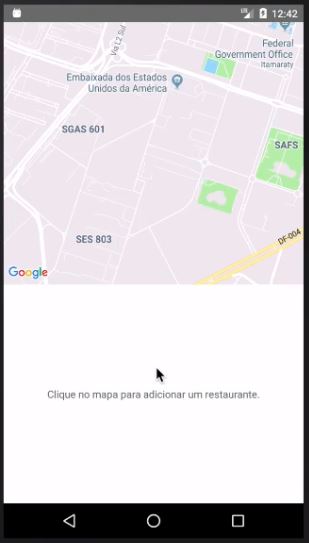 12:42
Via L2 Sul
Federal
Government Office
Itamaraty
Embaixada dos Estados
Unidos da América
SGAS 601
SAFS
SES 803
DF-004
Google
Clique no mapa para adicionar um restaurante.